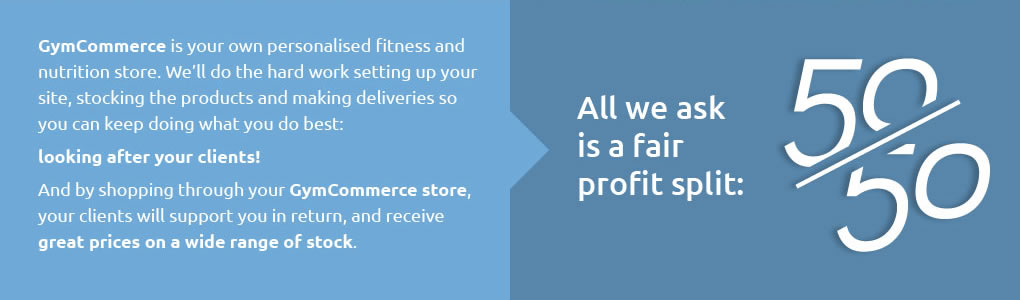 GymCommerce is your own personalised fitness and
nutrition store. We'll do the hard work setting up your
site, stocking the products and making deliveries so
you can keep doing what you do best:
looking after your clients!
And by shopping through your GymCommerce store,
your clients will support you in return, and receive
great prices on a wide range of stock.
All we ask
is a fair
profit split:
50/50